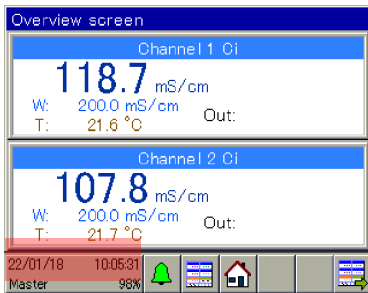 Overview screen
Channel 1 Ci
118.7 mS/cm
W: 200.0 mS/cm
Out:
T: 21.6 °C
Channel 2 Ci
107.8 mS/cm
W: 200.0 mS/cm
Out:
T: 21.7 °C
22/01/18 10:05:31
Master 98%